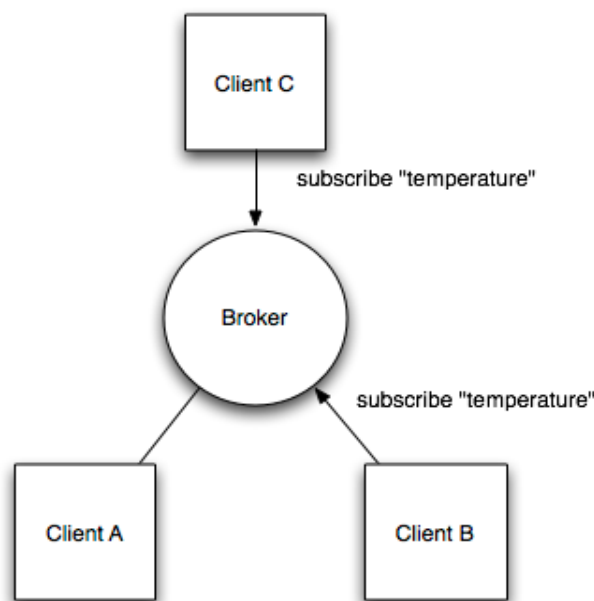 Client C
subscribe "temperature"
Broker
subscribe "temperature"
Client A
Client B